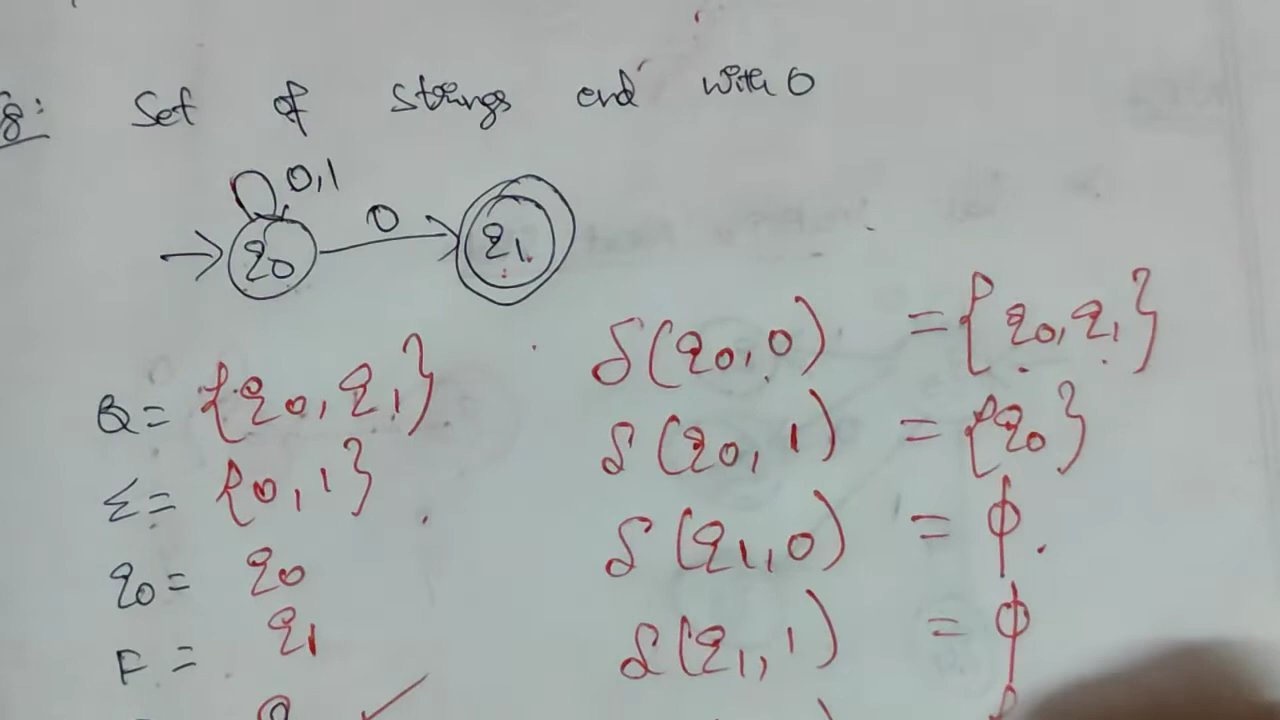 Eg: Set of strings end with 0
0,1
0
q0
q1
Q = {q0, q1}
Σ = {0, 1}
q0 = q0
F = q1
δ(q0, 0) = {q0, q1}
δ(q0, 1) = {q0}
δ(q1, 0) = ϕ.
δ(q1, 1) = ϕ